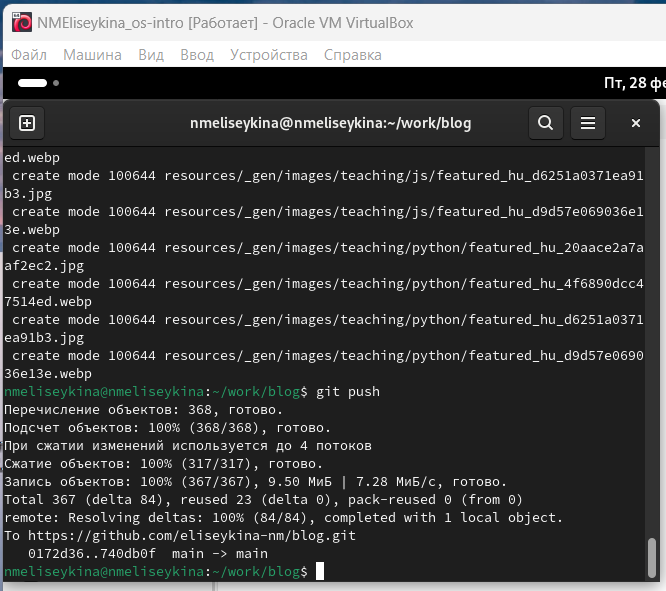 NMEliseykina_os-intro [Работает] - Oracle VM VirtualBox
Файл Машина Вид Ввод Устройства Справка
Пт, 28 фе
nmeliseykina@nmeliseykina:~/work/blog
ed.webp
 create mode 100644 resources/_gen/images/teaching/js/featured_hu_d6251a0371ea91
b3.jpg
 create mode 100644 resources/_gen/images/teaching/js/featured_hu_d9d57e069036e1
3e.webp
 create mode 100644 resources/_gen/images/teaching/python/featured_hu_20aace2a7a
af2ec2.jpg
 create mode 100644 resources/_gen/images/teaching/python/featured_hu_4f6890dcc4
7514ed.webp
 create mode 100644 resources/_gen/images/teaching/python/featured_hu_d6251a0371
ea91b3.jpg
 create mode 100644 resources/_gen/images/teaching/python/featured_hu_d9d57e0690
36e13e.webp
nmeliseykina@nmeliseykina:~/work/blog$ git push
Перечисление объектов: 368, готово.
Подсчет объектов: 100% (368/368), готово.
При сжатии изменений используется до 4 потоков
Сжатие объектов: 100% (317/317), готово.
Запись объектов: 100% (367/367), 9.50 МиБ | 7.28 МиБ/с, готово.
Total 367 (delta 84), reused 23 (delta 0), pack-reused 0 (from 0)
remote: Resolving deltas: 100% (84/84), completed with 1 local object.
To https://github.com/eliseykina-nm/blog.git
   0172d36..740db0f  main -> main
nmeliseykina@nmeliseykina:~/work/blog$